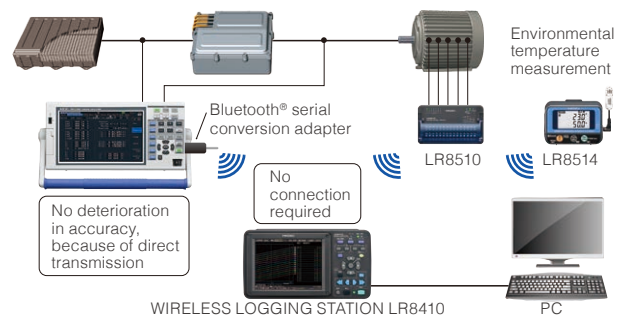 Environmental
temperature
measurement
Bluetooth® serial
conversion adapter
LR8510
LR8514
No deterioration
in accuracy,
because of direct
transmission
No
connection
required
WIRELESS LOGGING STATION LR8410
PC